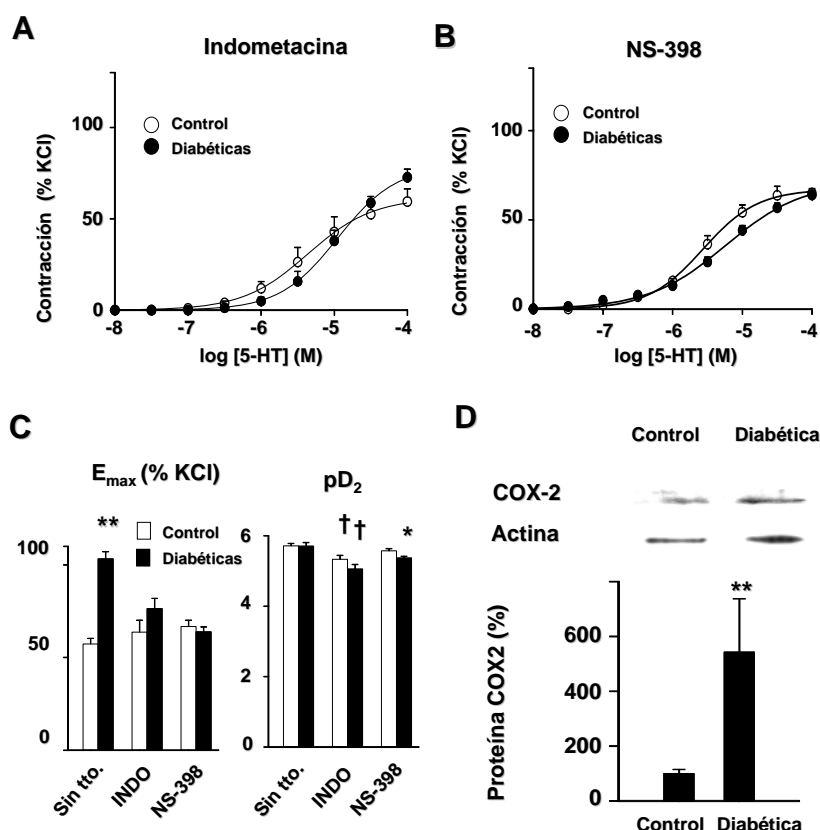 A
Indometacina
Contracción (% KCl)
100
50
0
Control
Diabéticas
-8
-7
-6
-5
-4
log [5-HT] (M)
B
NS-398
Contracción (% KCl)
100
50
0
Control
Diabéticas
-8
-7
-6
-5
-4
log [5-HT] (M)
C
Emax (% KCl)
**
Control
Diabéticas
100
50
0
Sin tto.
INDO
NS-398
pD2
† †
*
6
4
2
0
Sin tto.
INDO
NS-398
D
Control Diabética
COX-2
Actina
**
Proteína COX2 (%)
600
400
200
0
Control Diabética